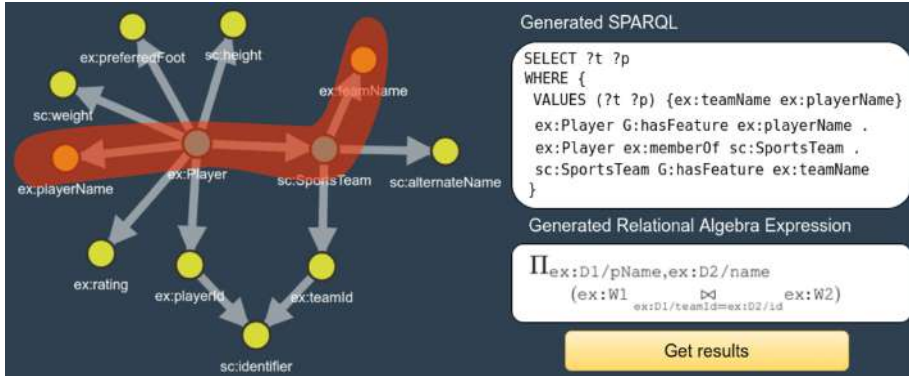 ex:preferredFoot
sc:height
ex:teamName
sc:weight
ex:playerName
ex:Player
sc:SportsTeam
sc:alternateName
ex:rating
ex:playerId
ex:teamId
sc:identifier
Generated SPARQL
SELECT ?t ?p
WHERE {
VALUES (?t ?p) {ex:teamName ex:playerName}
ex:Player G:hasFeature ex:playerName .
ex:Player ex:memberOf sc:SportsTeam .
sc:SportsTeam G:hasFeature ex:teamName
}
Generated Relational Algebra Expression
∏ex:D1/pName,ex:D2/name
(ex:W1 ⋈ ex:W2)
ex:D1/teamId=ex:D2/id
Get results